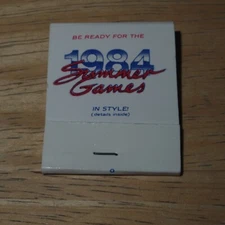 BE READY FOR THE
1984
Summer
Games
IN STYLE!
(details inside)